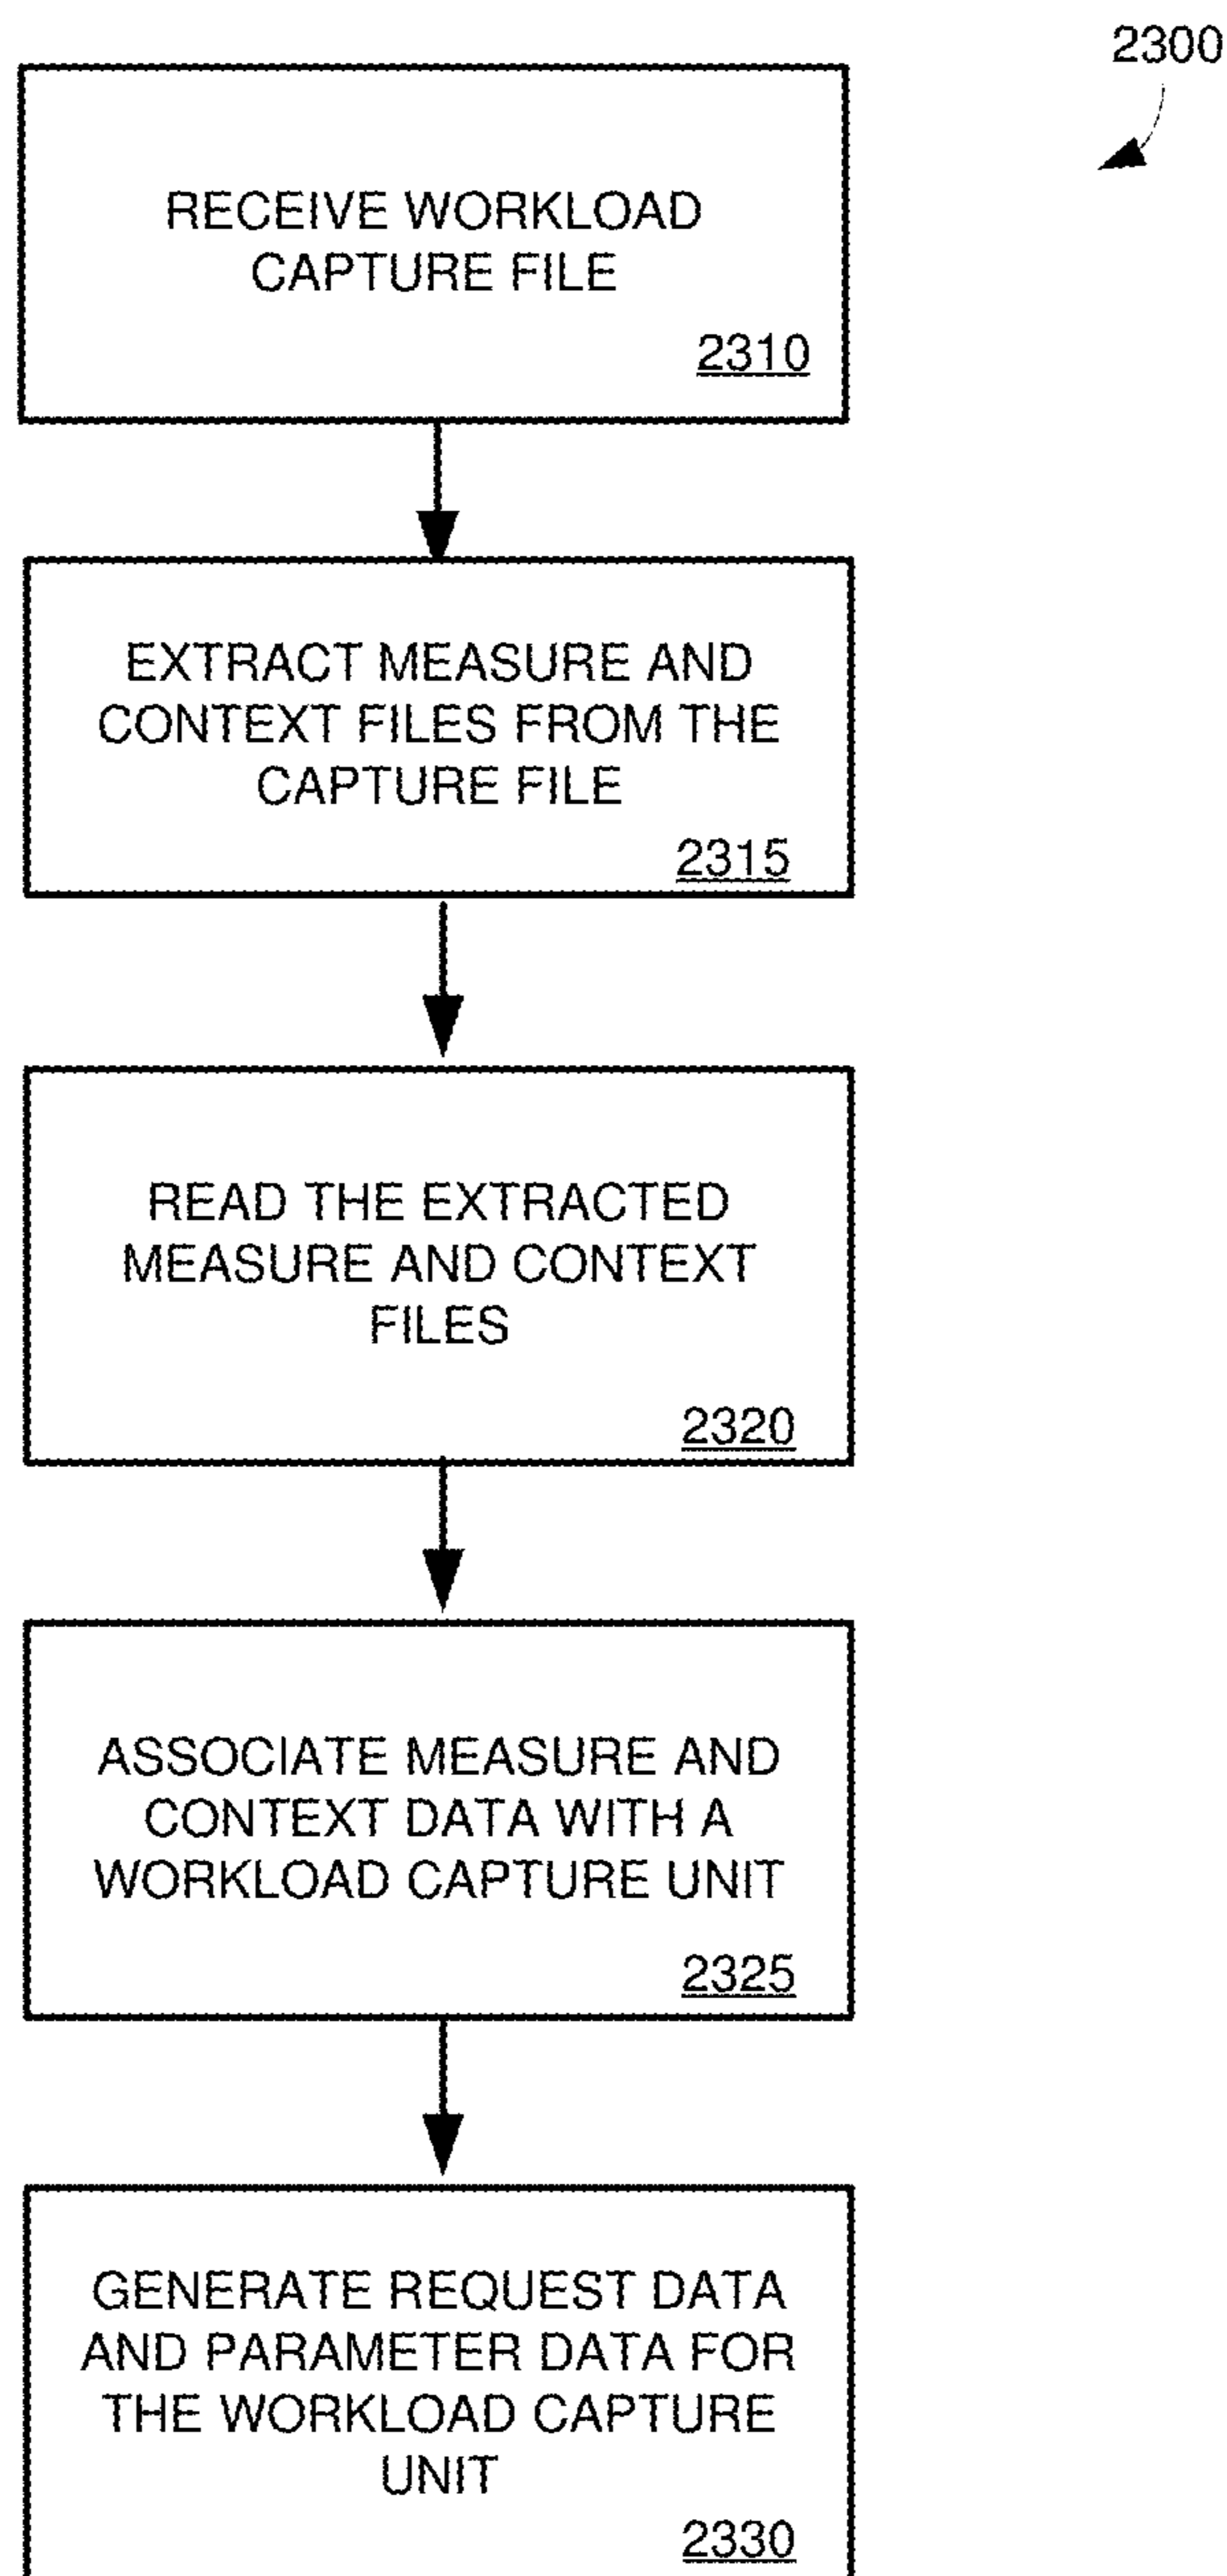 2300
RECEIVE WORKLOAD
CAPTURE FILE
2310
EXTRACT MEASURE AND
CONTEXT FILES FROM THE
CAPTURE FILE
2315
READ THE EXTRACTED
MEASURE AND CONTEXT
FILES
2320
ASSOCIATE MEASURE AND
CONTEXT DATA WITH A
WORKLOAD CAPTURE UNIT
2325
GENERATE REQUEST DATA
AND PARAMETER DATA FOR
THE WORKLOAD CAPTURE
UNIT
2330